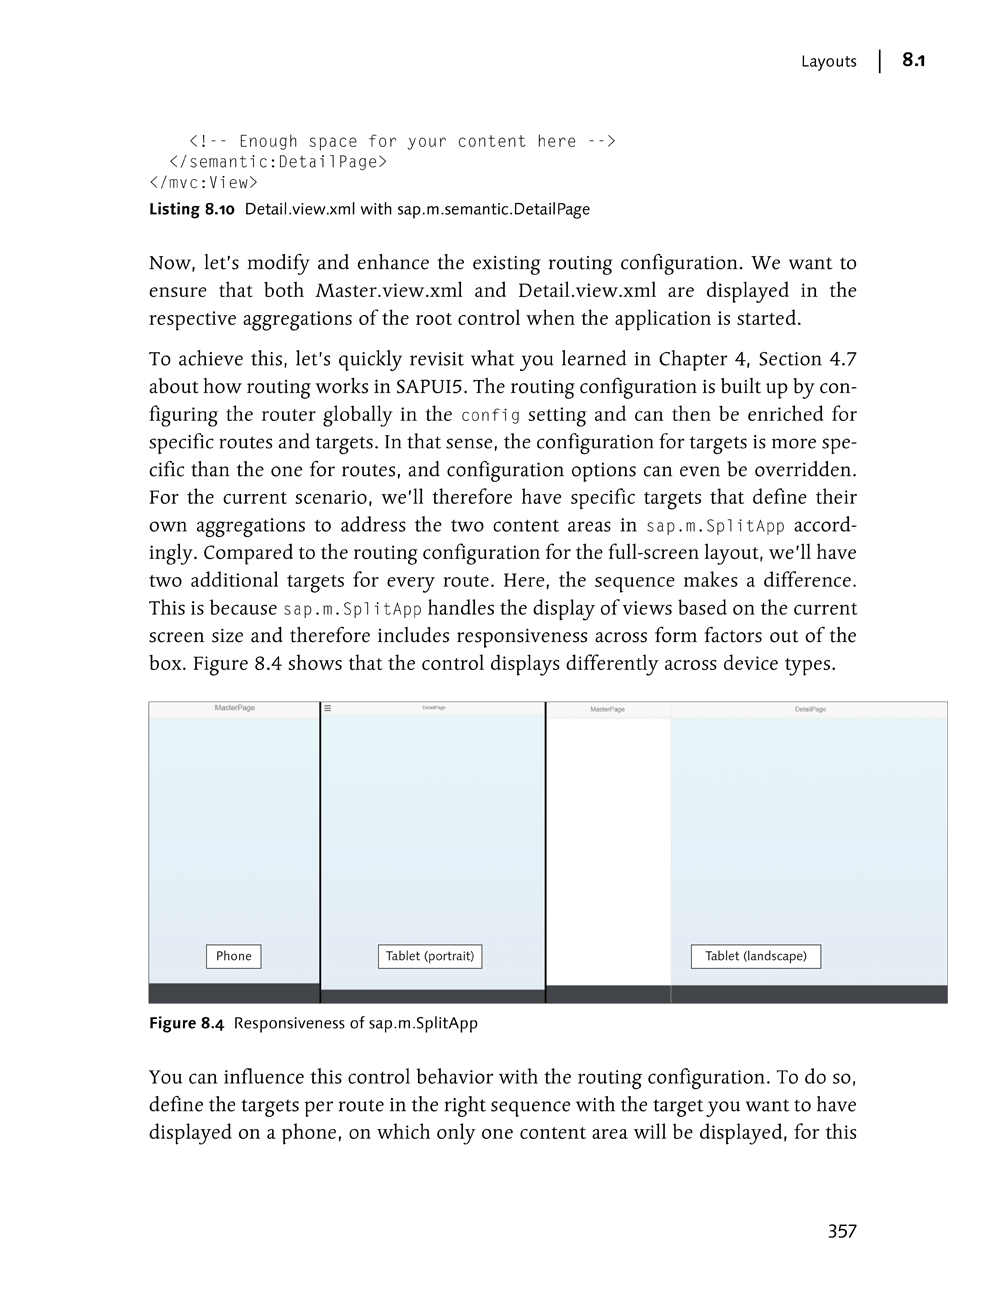 Layouts | 8.1
<!-- Enough space for your content here -->
</semantic:DetailPage>
</mvc:View>
Listing 8.10 Detail.view.xml with sap.m.semantic.DetailPage
Now, let's modify and enhance the existing routing configuration. We want to
ensure that both Master.view.xml and Detail.view.xml are displayed in the
respective aggregations of the root control when the application is started.
To achieve this, let's quickly revisit what you learned in Chapter 4, Section 4.7
about how routing works in SAPUI5. The routing configuration is built up by con-
figuring the router globally in the config setting and can then be enriched for
specific routes and targets. In that sense, the configuration for targets is more spe-
cific than the one for routes, and configuration options can even be overridden.
For the current scenario, we'll therefore have specific targets that define their
own aggregations to address the two content areas in sap.m.SplitApp accord-
ingly. Compared to the routing configuration for the full-screen layout, we'll have
two additional targets for every route. Here, the sequence makes a difference.
This is because sap.m.SplitApp handles the display of views based on the current
screen size and therefore includes responsiveness across form factors out of the
box. Figure 8.4 shows that the control displays differently across device types.
MasterPage
DetailPage
MasterPage
DetailPage
Phone
Tablet (portrait)
Tablet (landscape)
Figure 8.4 Responsiveness of sap.m.SplitApp
You can influence this control behavior with the routing configuration. To do so,
define the targets per route in the right sequence with the target you want to have
displayed on a phone, on which only one content area will be displayed, for this
357